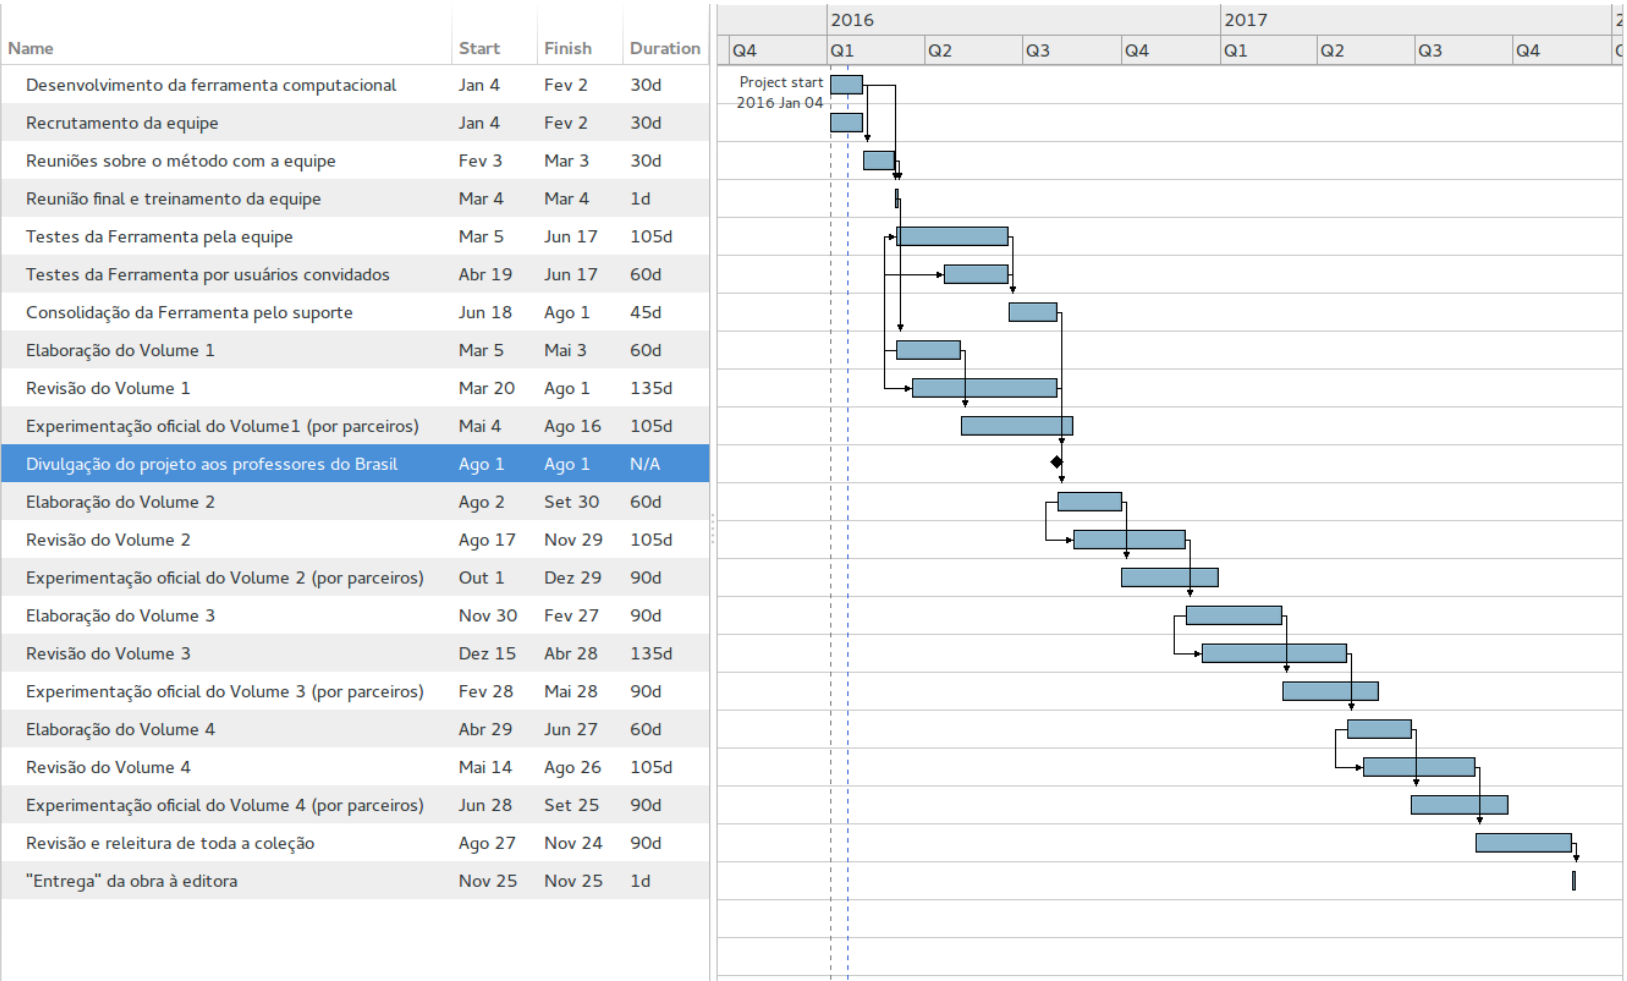 2016 2017 2
Name Start Finish Duration Q4 Q1 Q2 Q3 Q4 Q1 Q2 Q3 Q4
Desenvolvimento da ferramenta computacional Jan 4 Fev 2 30d Project start
2016 Jan 04
Recrutamento da equipe Jan 4 Fev 2 30d
Reuniões sobre o método com a equipe Fev 3 Mar 3 30d
Reunião final e treinamento da equipe Mar 4 Mar 4 1d
Testes da Ferramenta pela equipe Mar 5 Jun 17 105d
Testes da Ferramenta por usuários convidados Abr 19 Jun 17 60d
Consolidação da Ferramenta pelo suporte Jun 18 Ago 1 45d
Elaboração do Volume 1 Mar 5 Mai 3 60d
Revisão do Volume 1 Mar 20 Ago 1 135d
Experimentação oficial do Volume1 (por parceiros) Mai 4 Ago 16 105d
Divulgação do projeto aos professores do Brasil Ago 1 Ago 1 N/A
Elaboração do Volume 2 Ago 2 Set 30 60d
Revisão do Volume 2 Ago 17 Nov 29 105d
Experimentação oficial do Volume 2 (por parceiros) Out 1 Dez 29 90d
Elaboração do Volume 3 Nov 30 Fev 27 90d
Revisão do Volume 3 Dez 15 Abr 28 135d
Experimentação oficial do Volume 3 (por parceiros) Fev 28 Mai 28 90d
Elaboração do Volume 4 Abr 29 Jun 27 60d
Revisão do Volume 4 Mai 14 Ago 26 105d
Experimentação oficial do Volume 4 (por parceiros) Jun 28 Set 25 90d
Revisão e releitura de toda a coleção Ago 27 Nov 24 90d
"Entrega" da obra à editora Nov 25 Nov 25 1d